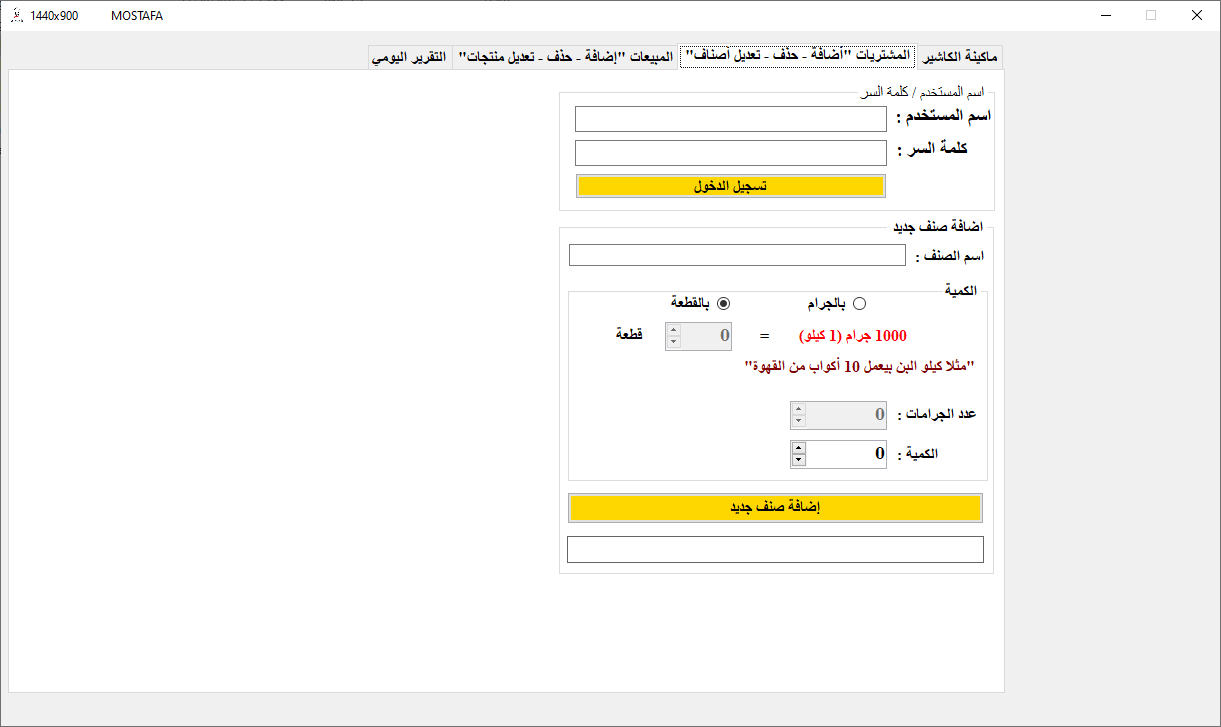 1440x900 MOSTAFA
ماكينة الكاشير
المشتريات "أضافة - حذف - تعديل أصناف"
المبيعات "إضافة - حذف - تعديل منتجات"
التقرير اليومي
اسم المستخدم / كلمة السر
اسم المستخدم :
كلمة السر :
تسجيل الدخول
اضافة صنف جديد
اسم الصنف :
الكمية
بالجرام
بالقطعة
1000 جرام (1 كيلو) = 0 قطعة
"مثلا كيلو البن بيعمل 10 أكواب من القهوة"
عدد الجرامات : 0
الكمية : 0
إضافة صنف جديد